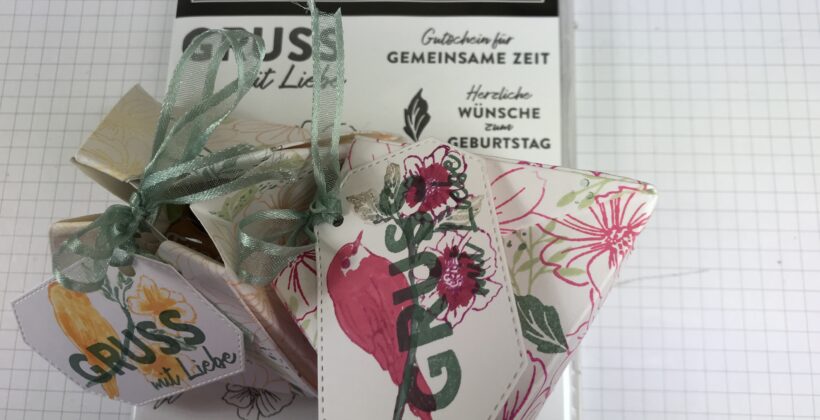 GRUSS
mit Liebe
Gutschein für
GEMEINSAME ZEIT
Herzliche
WÜNSCHE
zum
GEBURTSTAG
GRUSS
mit Liebe
GRUSS
mit Liebe